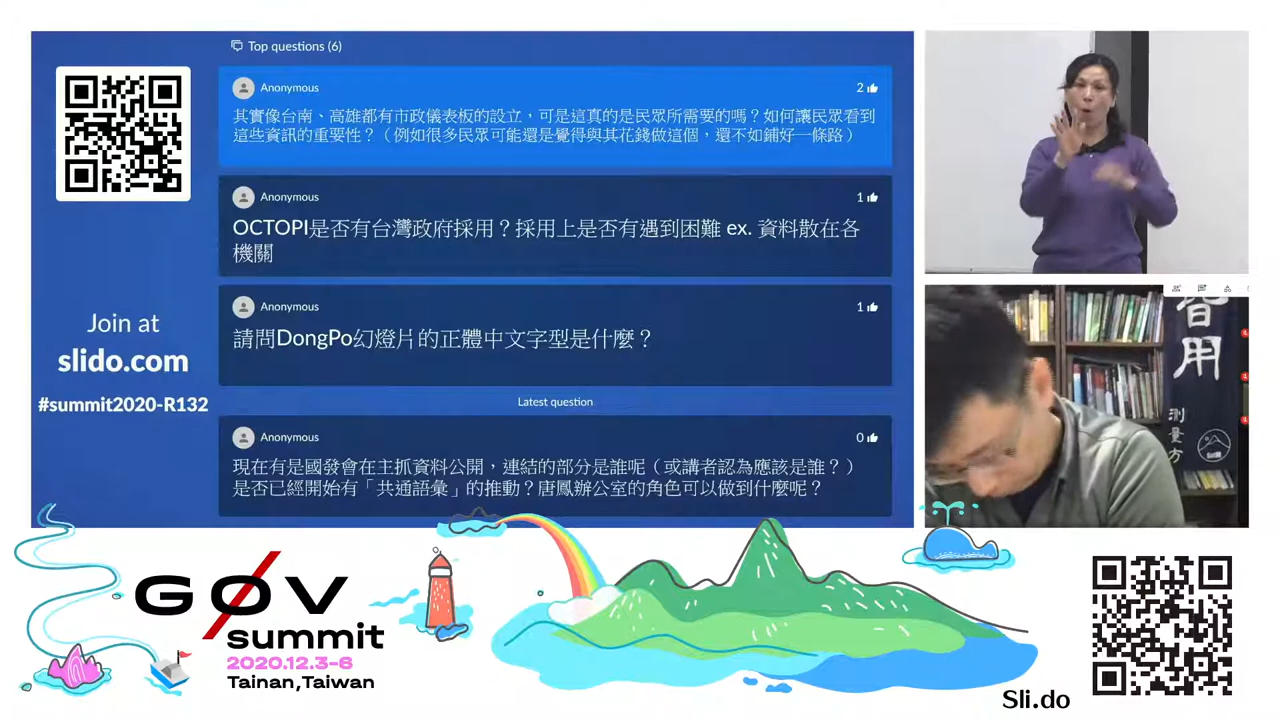 Top questions (6)
Anonymous
2
其實像台南、高雄都有市政儀表板的設立，可是這真的是民眾所需要的嗎？如何讓民眾看到
這些資訊的重要性？（例如很多民眾可能還是覺得與其花錢做這個，還不如鋪好一條路）
Anonymous
1
OCTOPI是否有台灣政府採用？採用上是否有遇到困難 ex. 資料散在各
機關
Anonymous
1
請問DongPo幻燈片的正體中文字型是什麼？
Latest question
Anonymous
0
現在有是國發會在主抓資料公開，連結的部分是誰呢（或講者認為應該是誰？）
是否已經開始有「共通語彙」的推動？唐鳳辦公室的角色可以做到什麼呢？
Join at
slido.com
#summit2020-R132
皆用
測量
方
GØV
summit
2020.12.3-6
Tainan,Taiwan
Sli.do